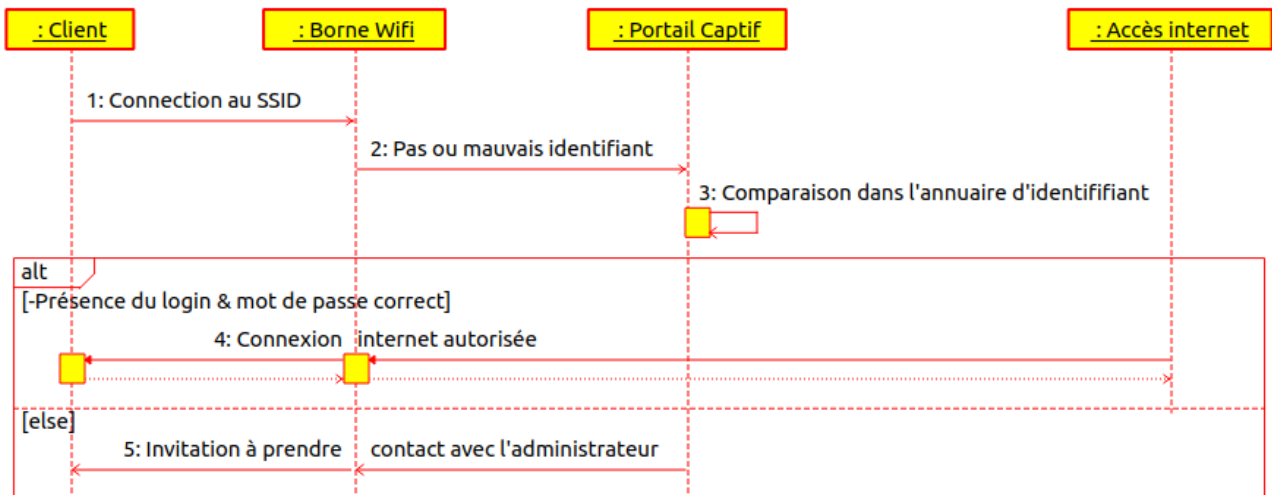 : Client
: Borne Wifi
: Portail Captif
: Accès internet
1: Connection au SSID
2: Pas ou mauvais identifiant
3: Comparaison dans l'annuaire d'identififiant
alt
[-Présence du login & mot de passe correct]
4: Connexion internet autorisée
[else]
5: Invitation à prendre contact avec l'administrateur